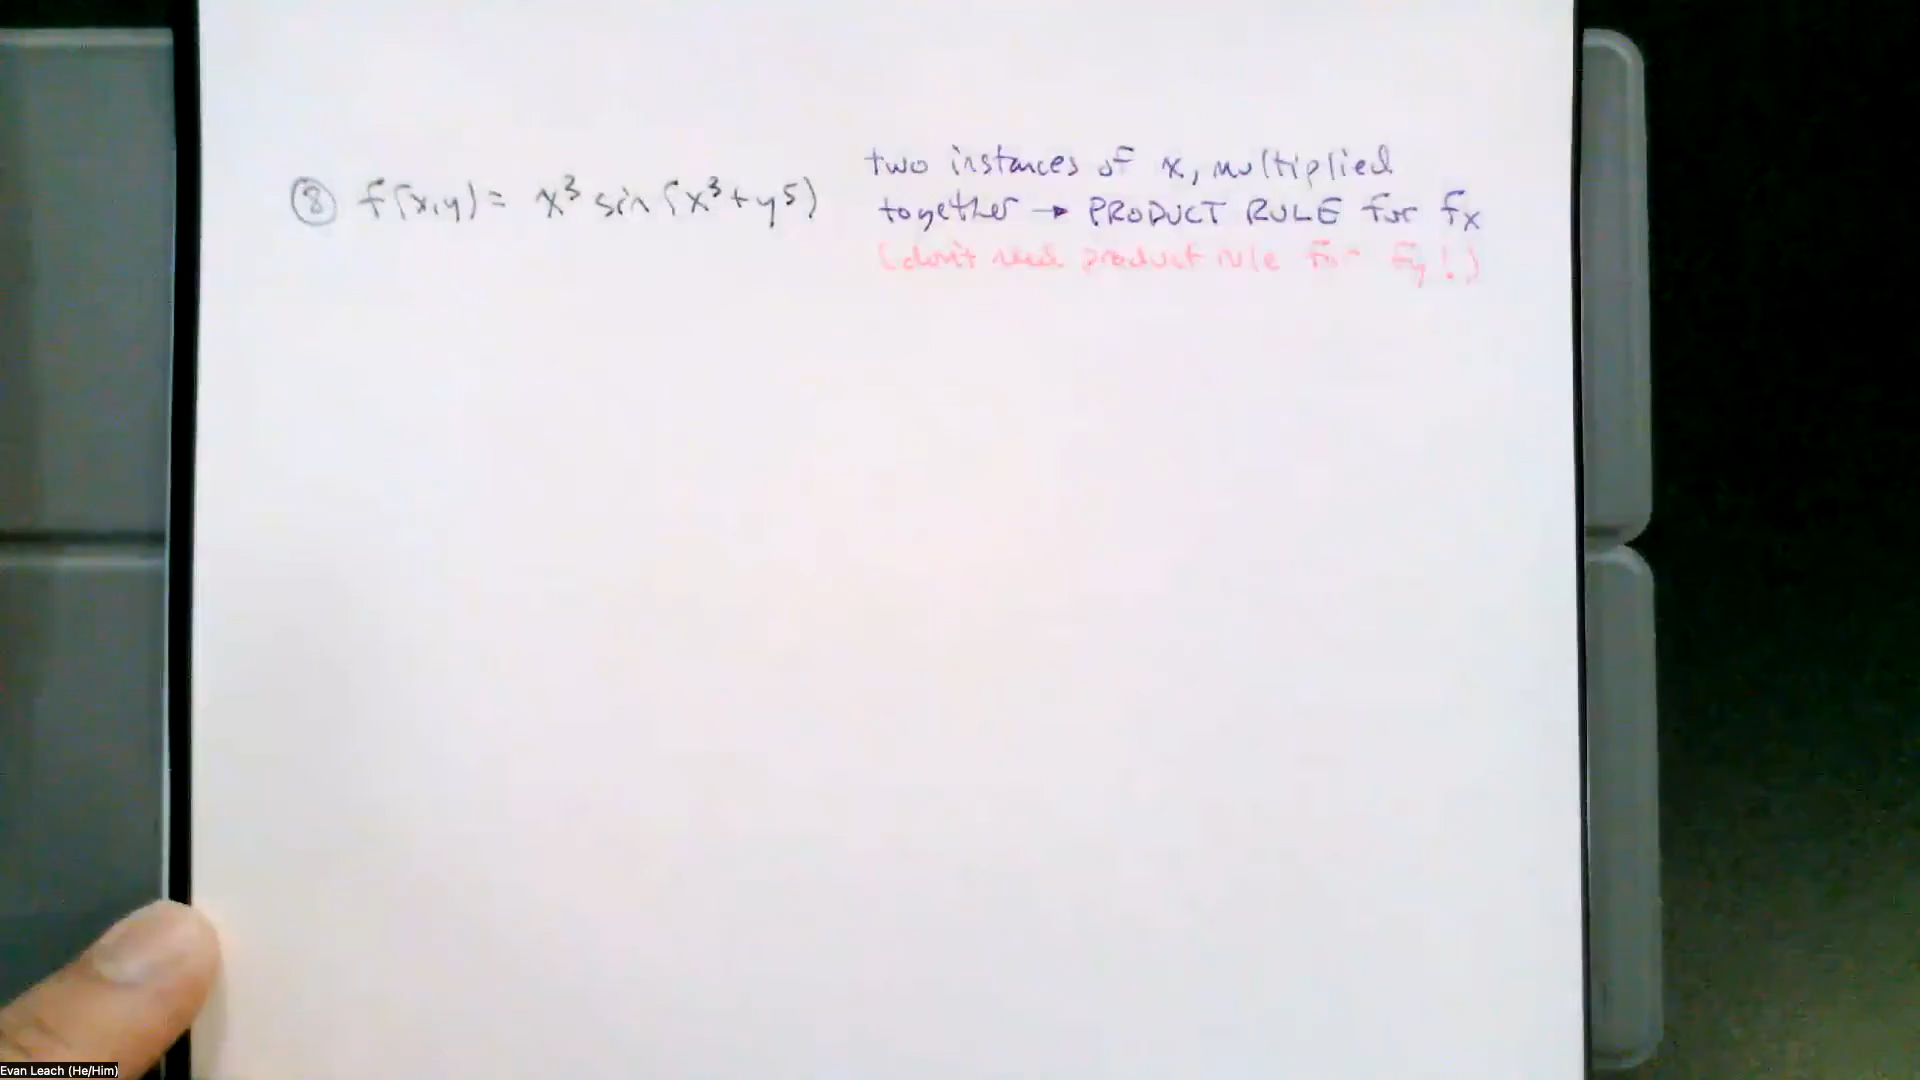 ⑧ f(x,y) = x³ sin(x³+y⁵)
two instances of x, multiplied
together → PRODUCT RULE for fx
(don't need product rule for fy!)
Evan Leach (He/Him)